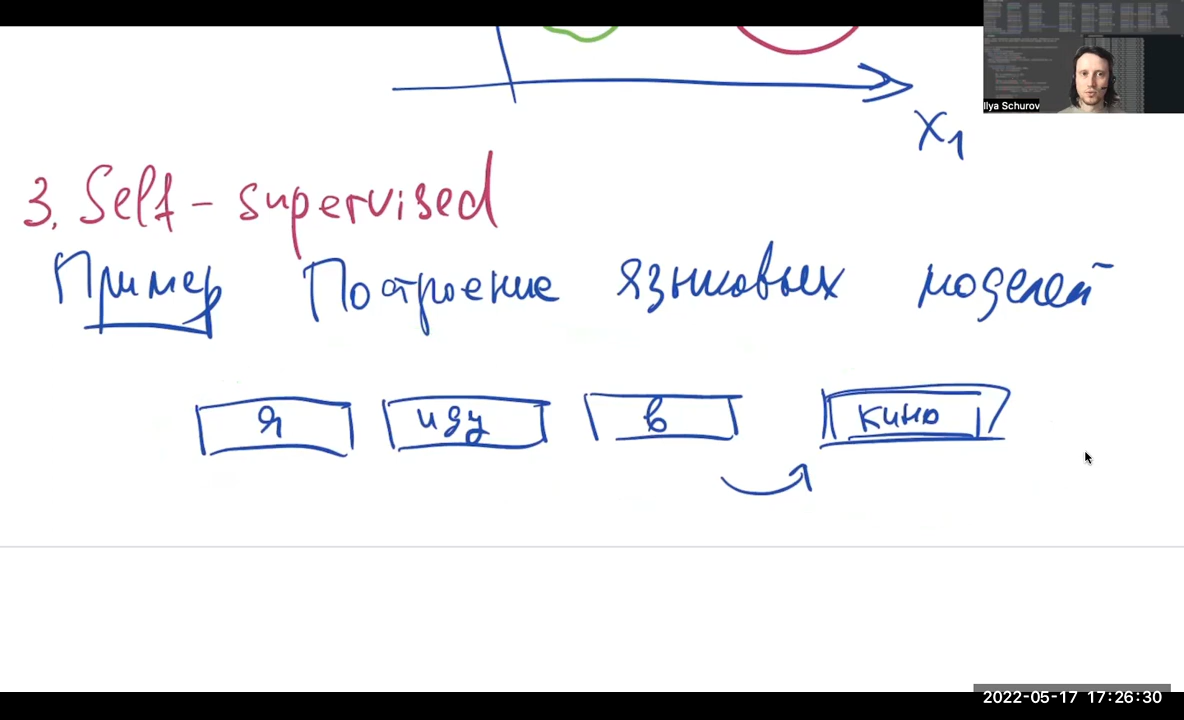 Ilya Schurov
x1
3. Self-supervised
Пример Построение языковых моделей
я иду в кино
2022-05-17 17:26:30